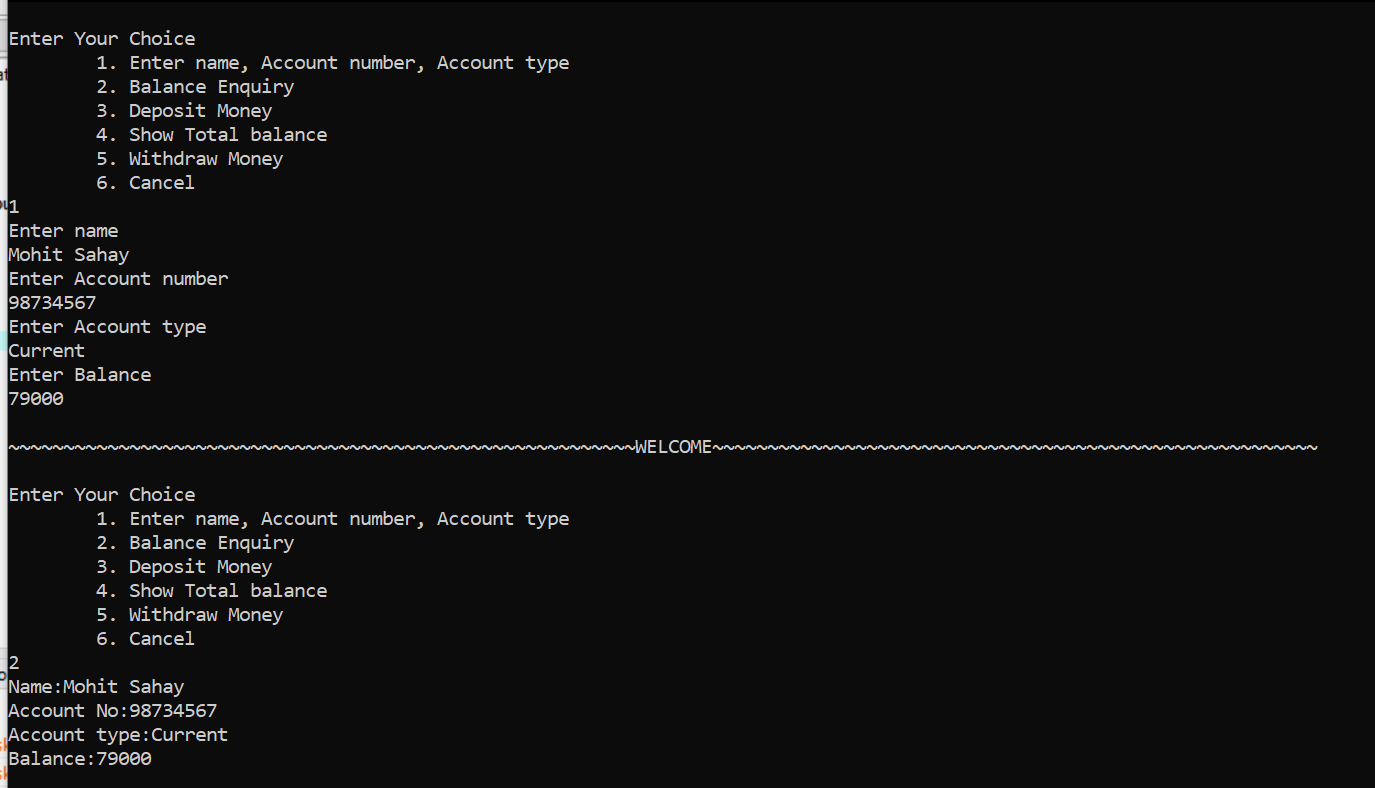 Enter Your Choice
1. Enter name, Account number, Account type
2. Balance Enquiry
3. Deposit Money
4. Show Total balance
5. Withdraw Money
6. Cancel
1
Enter name
Mohit Sahay
Enter Account number
98734567
Enter Account type
Current
Enter Balance
79000
~~~~~~~~~~~~~~~~~~~~~~~~~~~~~~~~~~~~~~~~~~~~~~~~~~~~~~~~~WELCOME~~~~~~~~~~~~~~~~~~~~~~~~~~~~~~~~~~~~~~~~~~~~~~~~~~~~~~~
Enter Your Choice
1. Enter name, Account number, Account type
2. Balance Enquiry
3. Deposit Money
4. Show Total balance
5. Withdraw Money
6. Cancel
2
Name:Mohit Sahay
Account No:98734567
Account type:Current
Balance:79000